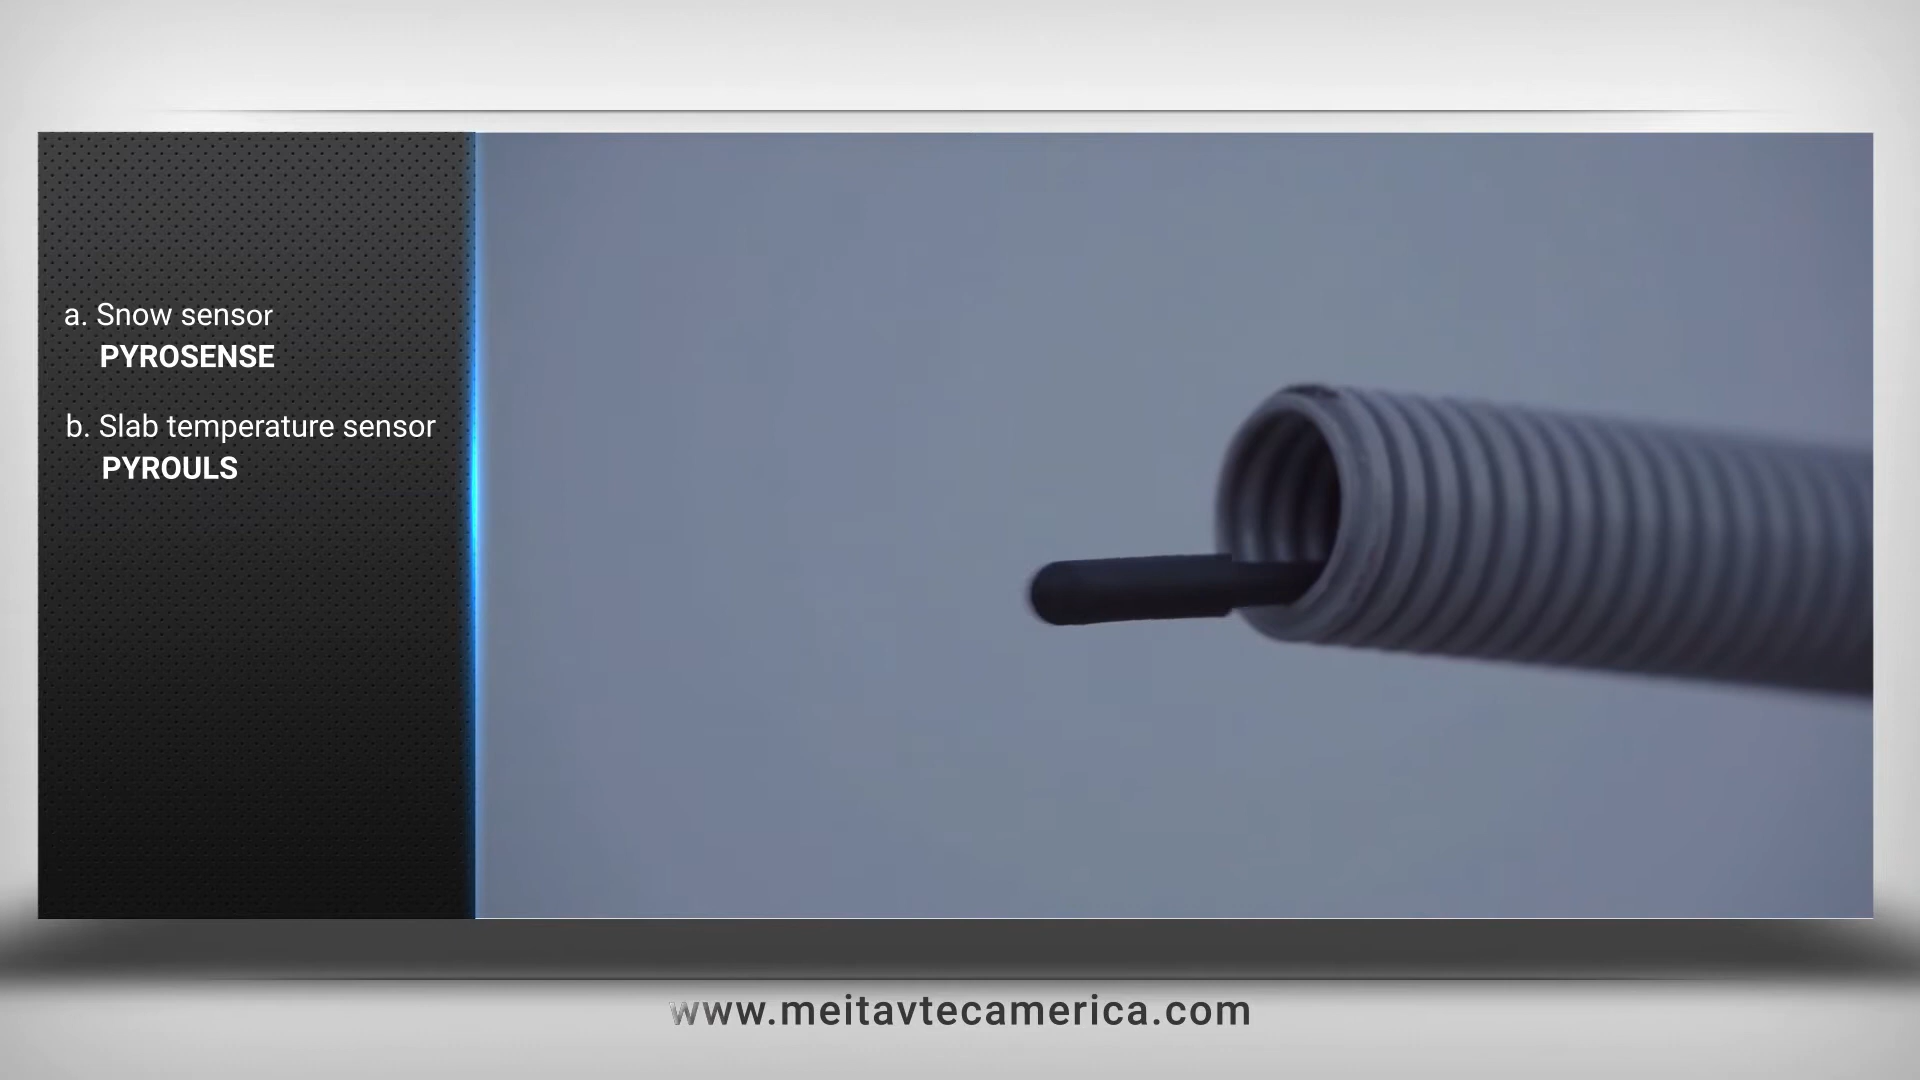 a. Snow sensor
PYROSENSE
b. Slab temperature sensor
PYROULS
www.meitavtecamerica.com